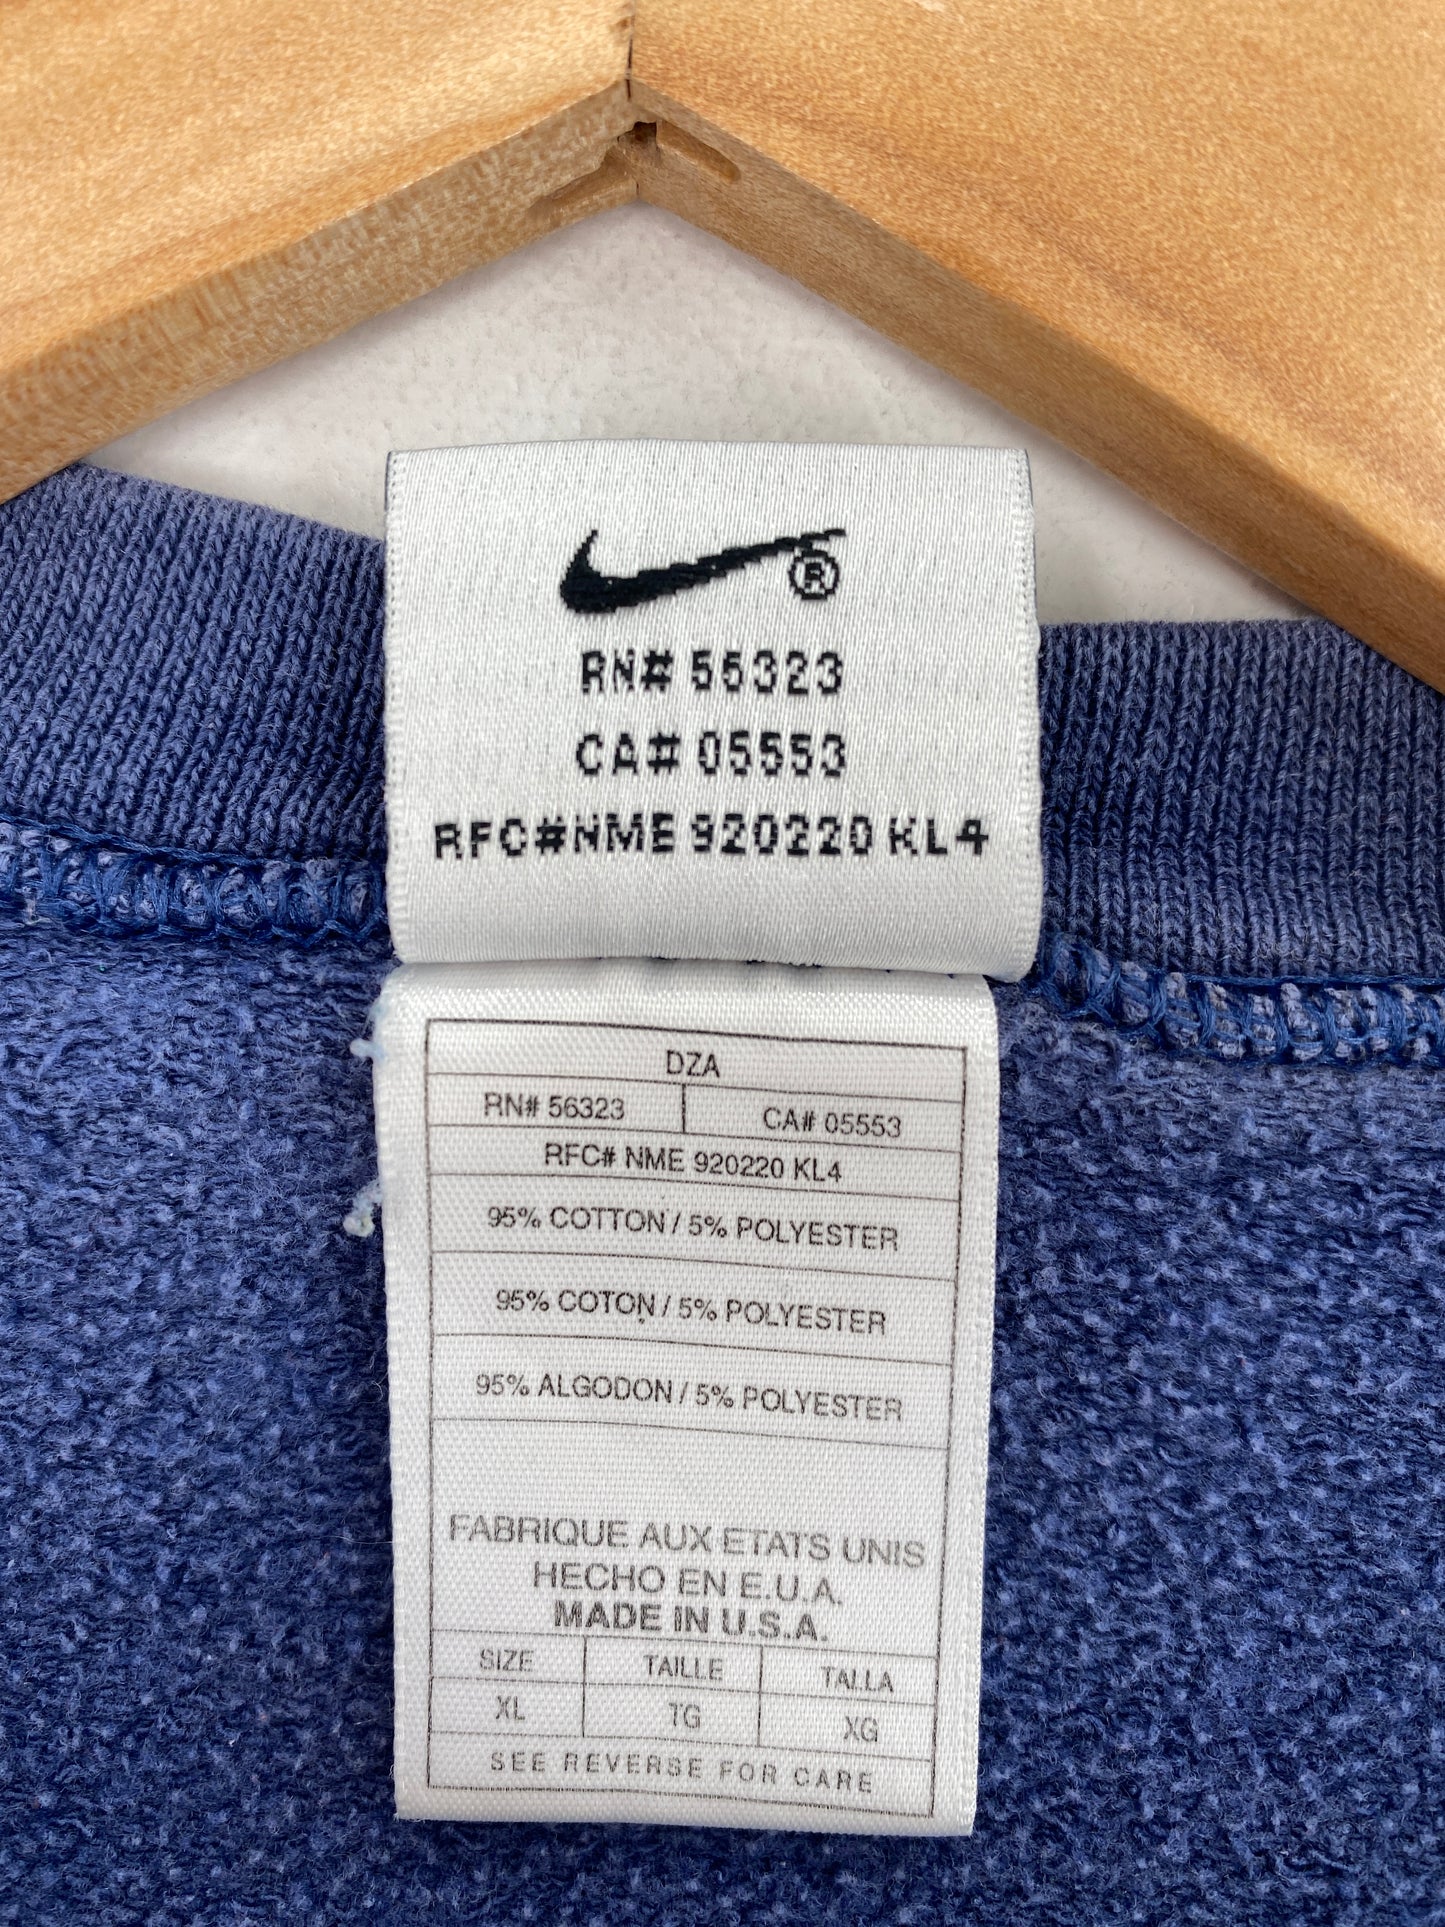 ®
RN# 56323
CA# 05553
RFC#NME 920220 KL4
DZA
RN# 56323 CA# 05553
RFC# NME 920220 KL4
95% COTTON / 5% POLYESTER
95% COTON / 5% POLYESTER
95% ALGODON / 5% POLYESTER
FABRIQUE AUX ETATS UNIS
HECHO EN E.U.A.
MADE IN U.S.A.
SIZE TAILLE TALLA
XL TG XG
SEE REVERSE FOR CARE